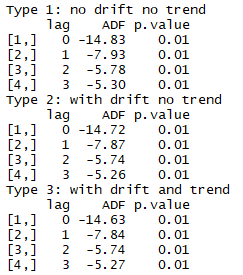 Type 1: no drift no trend
lag ADF p.value
[1,] 0 -14.83 0.01
[2,] 1 -7.93 0.01
[3,] 2 -5.78 0.01
[4,] 3 -5.30 0.01
Type 2: with drift no trend
lag ADF p.value
[1,] 0 -14.72 0.01
[2,] 1 -7.87 0.01
[3,] 2 -5.74 0.01
[4,] 3 -5.26 0.01
Type 3: with drift and trend
lag ADF p.value
[1,] 0 -14.63 0.01
[2,] 1 -7.84 0.01
[3,] 2 -5.74 0.01
[4,] 3 -5.27 0.01